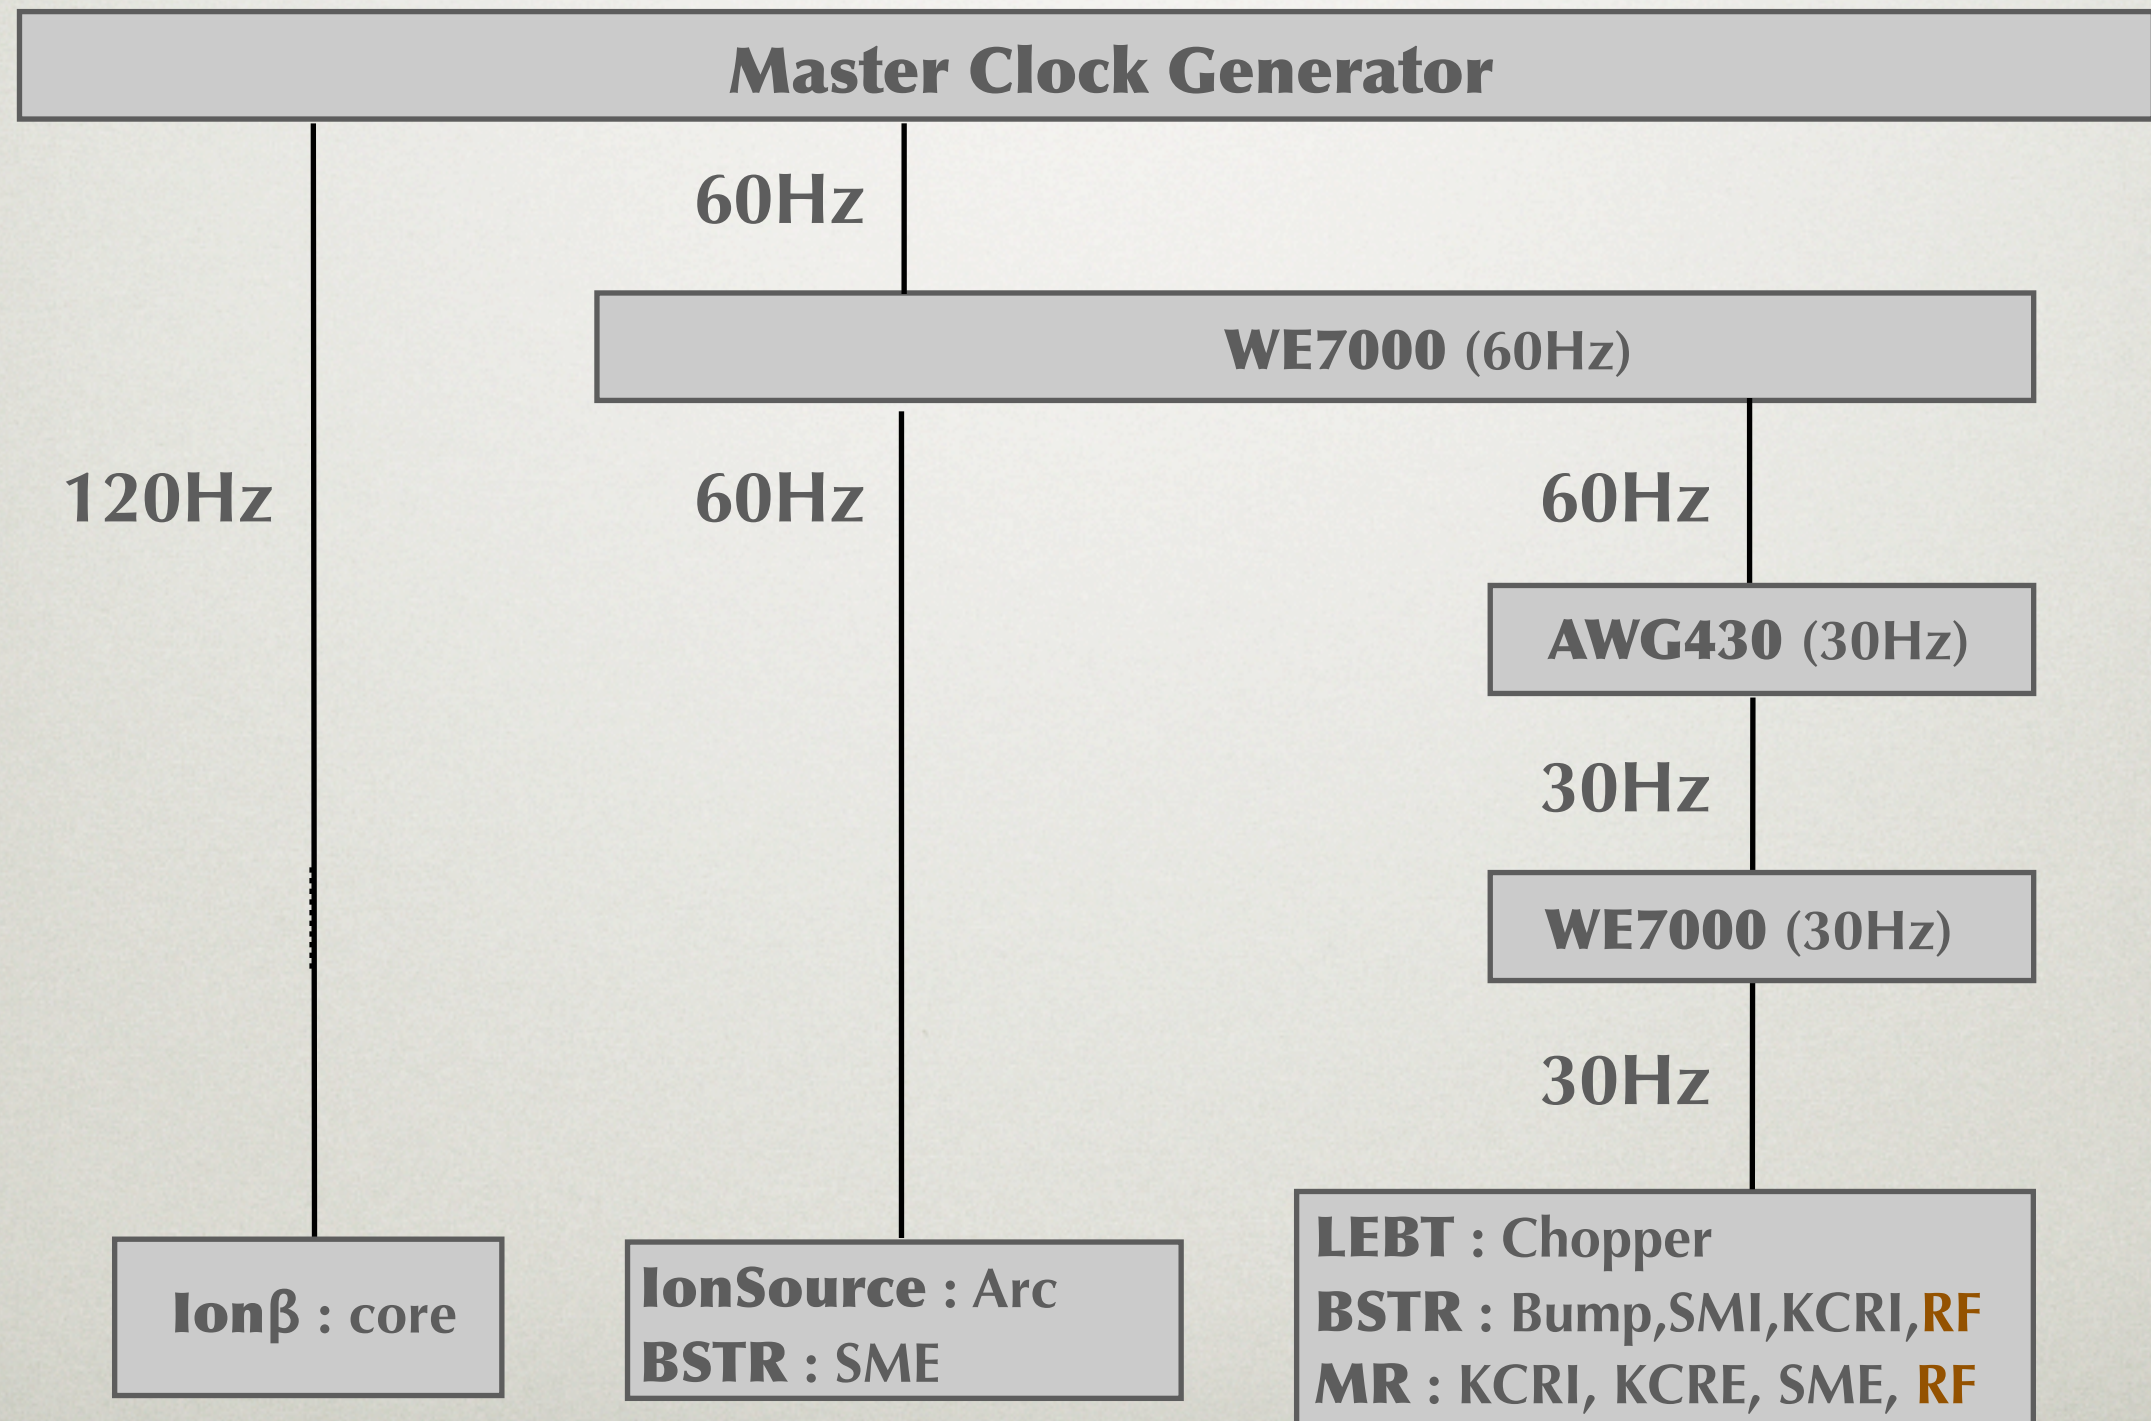 Master Clock Generator
60Hz
WE7000 (60Hz)
120Hz
60Hz
60Hz
AWG430 (30Hz)
30Hz
WE7000 (30Hz)
30Hz
Ionβ : core
IonSource : Arc
BSTR : SME
LEBT : Chopper
BSTR : Bump,SMI,KCRI,RF
MR : KCRI, KCRE, SME, RF